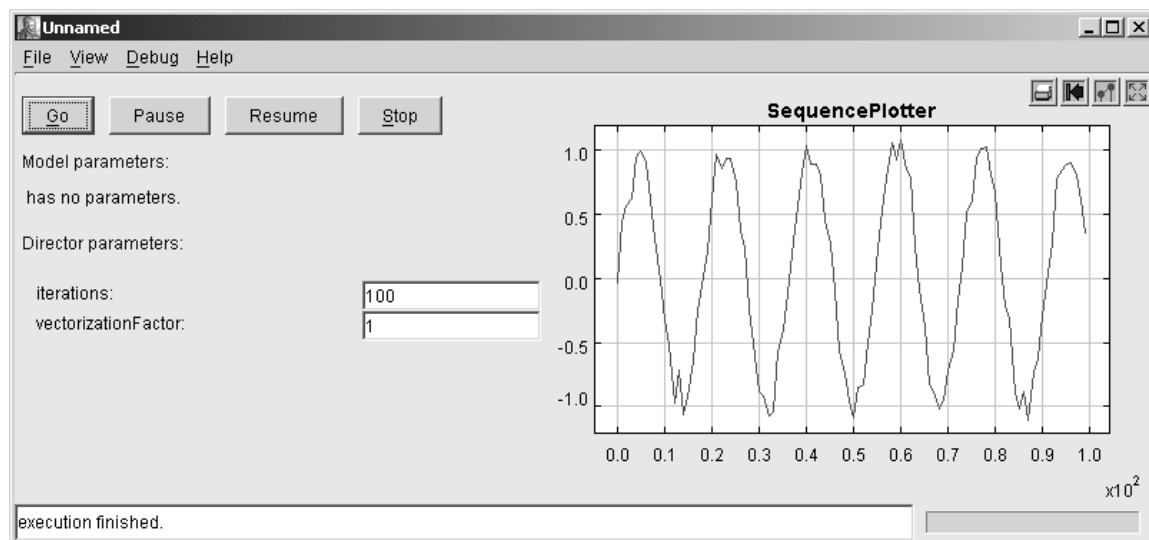 Unnamed
File View Debug Help
Go Pause Resume Stop
Model parameters:
has no parameters.
Director parameters:
iterations: 100
vectorizationFactor: 1
SequencePlotter
1.0
0.5
0.0
-0.5
-1.0
0.0 0.1 0.2 0.3 0.4 0.5 0.6 0.7 0.8 0.9 1.0
x10²
execution finished.